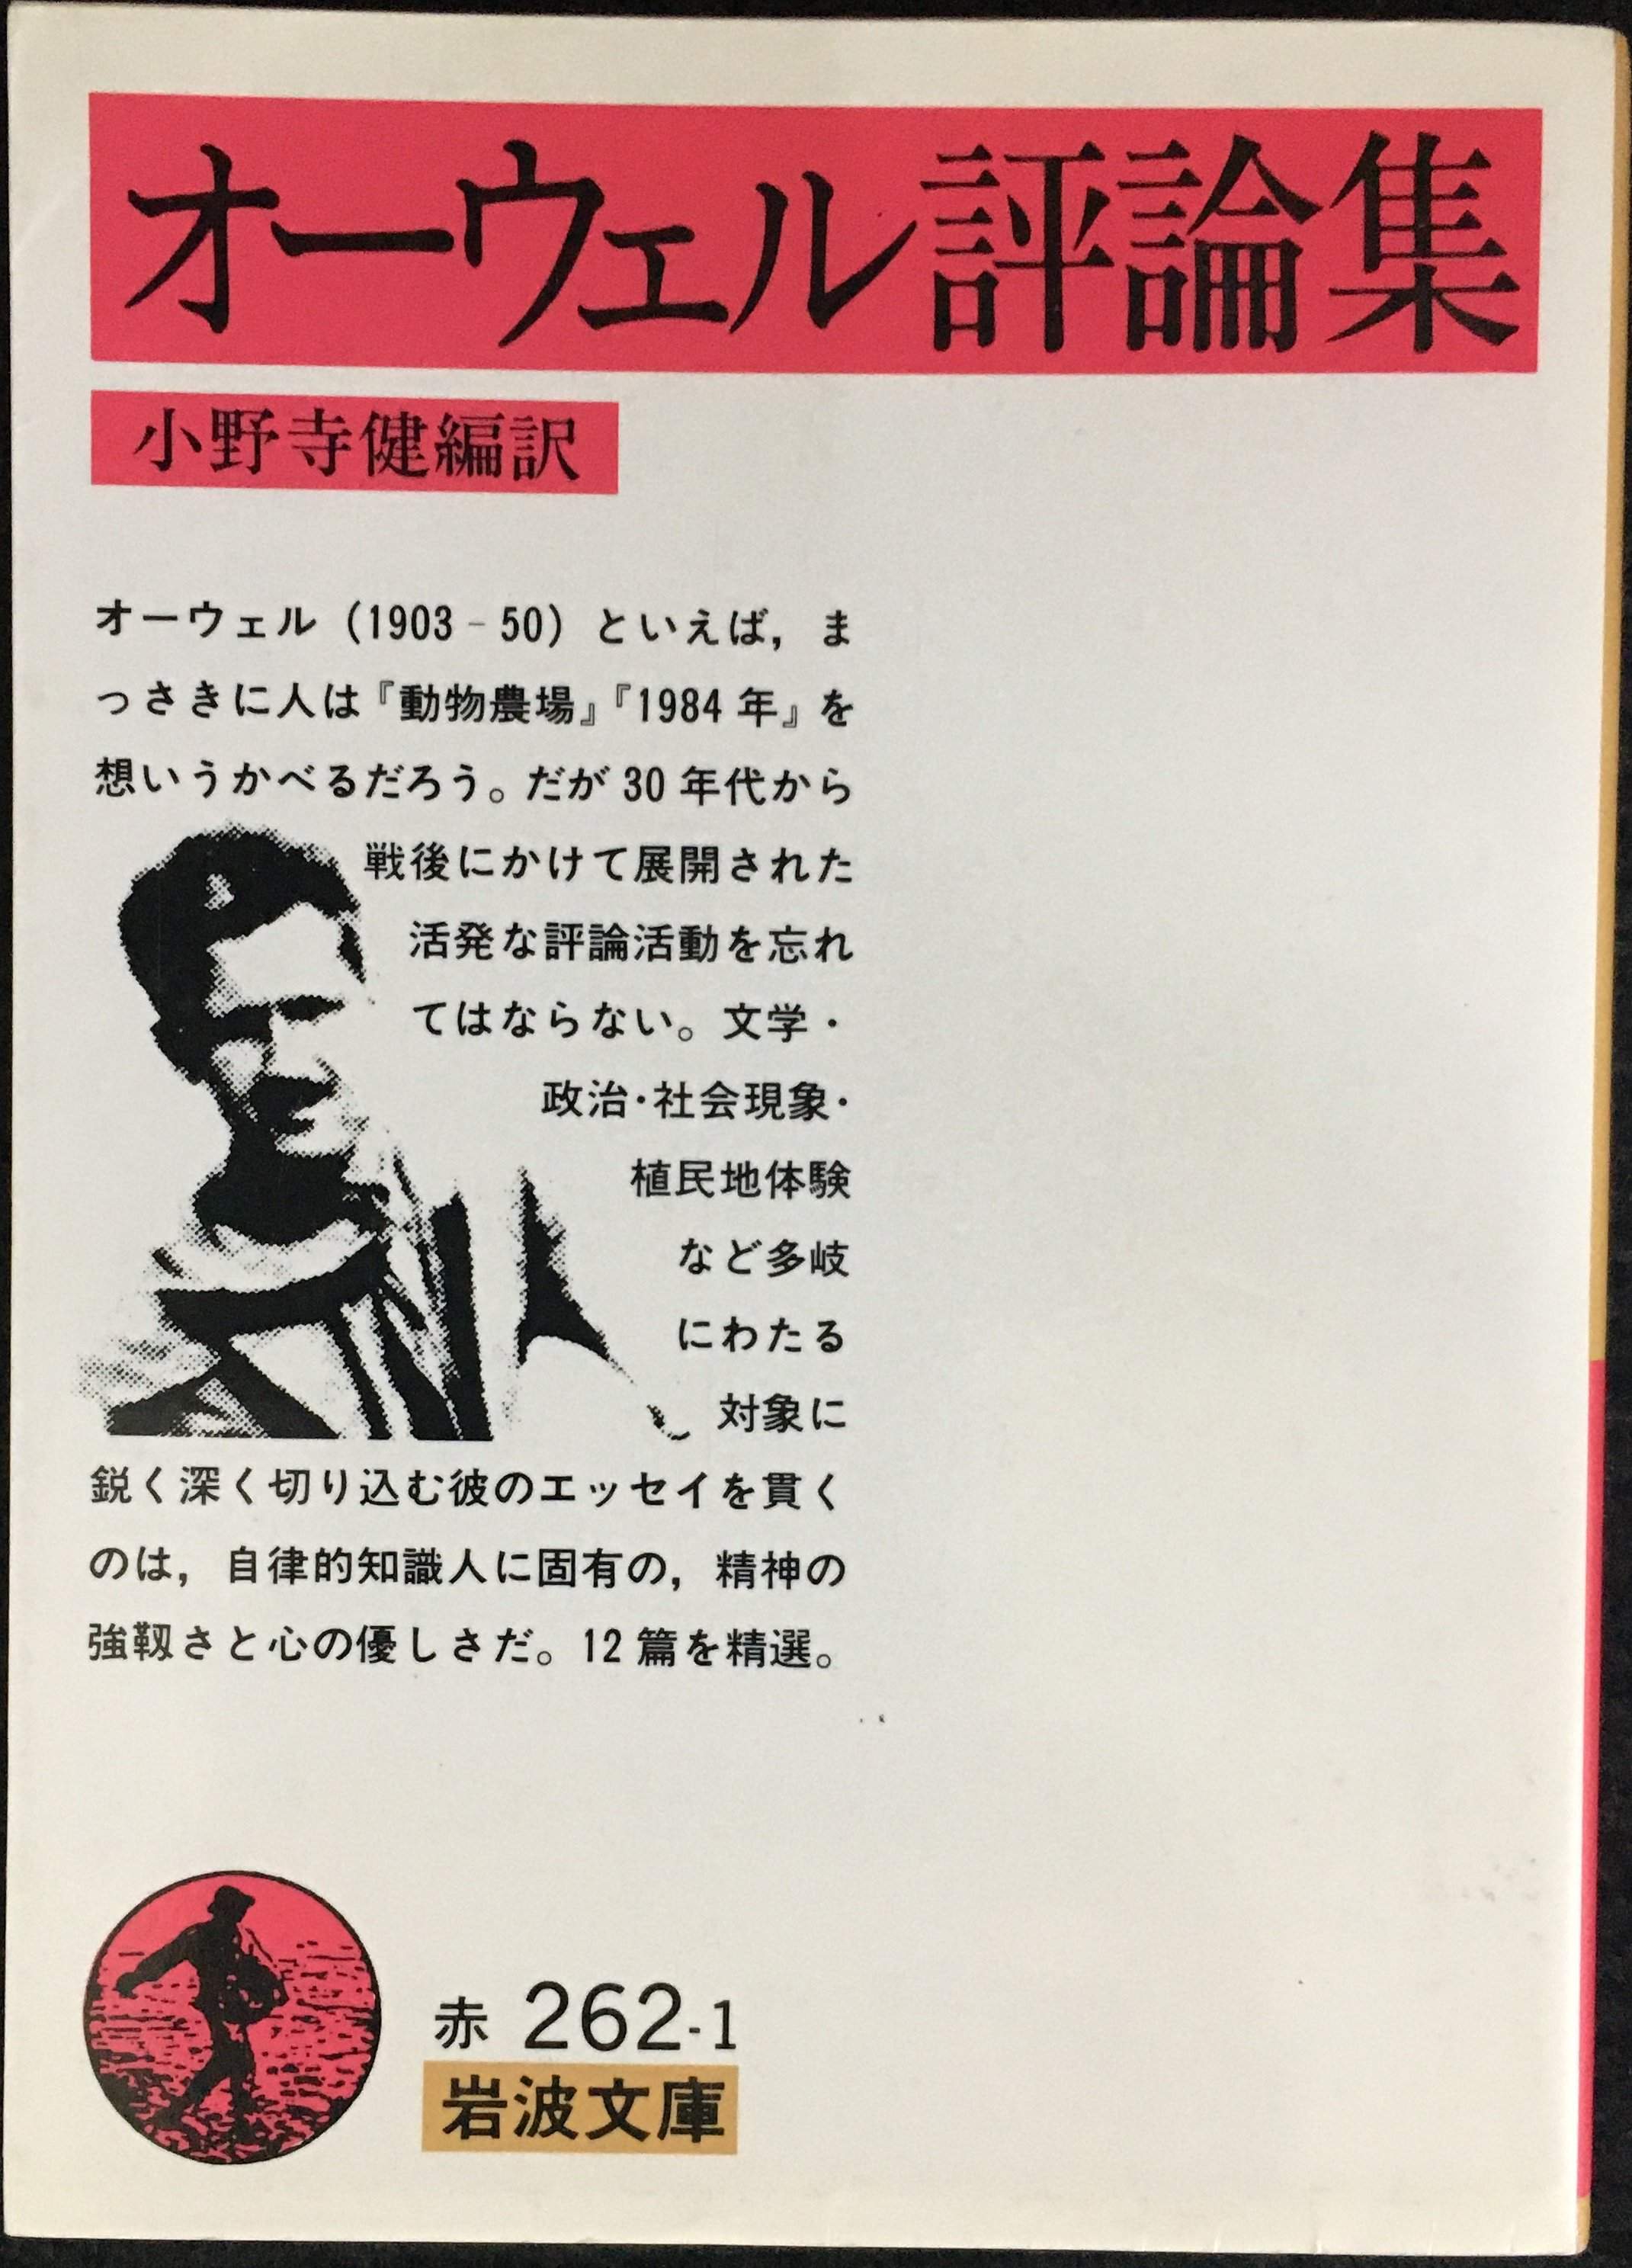 オーウェル評論集
小野寺健編訳
オーウェル（1903‐50）といえば，ま
っさきに人は『動物農場』『1984年』を
想いうかべるだろう。だが30年代から
戦後にかけて展開された
活発な評論活動を忘れ
てはならない。文学・
政治・社会現象・
植民地体験
など多岐
にわたる
対象に
鋭く深く切り込む彼のエッセイを貫く
のは，自律的知識人に固有の，精神の
強靱さと心の優しさだ。12篇を精選。
赤 262-1
岩波文庫